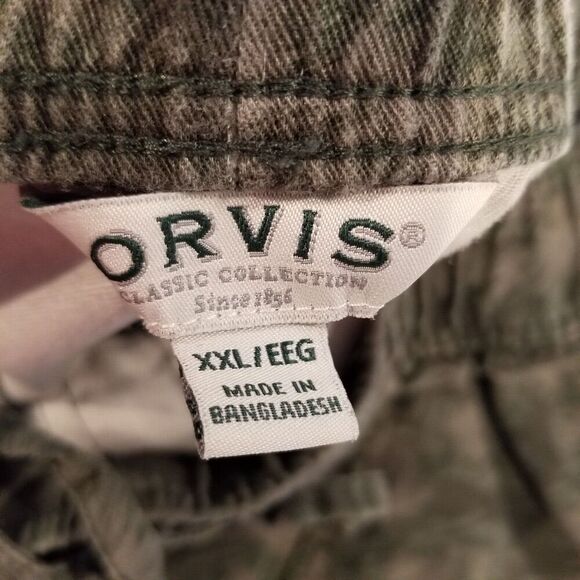 ORVIS®
CLASSIC COLLECTION
Since 1856
XXL/EEG
MADE IN
BANGLADESH